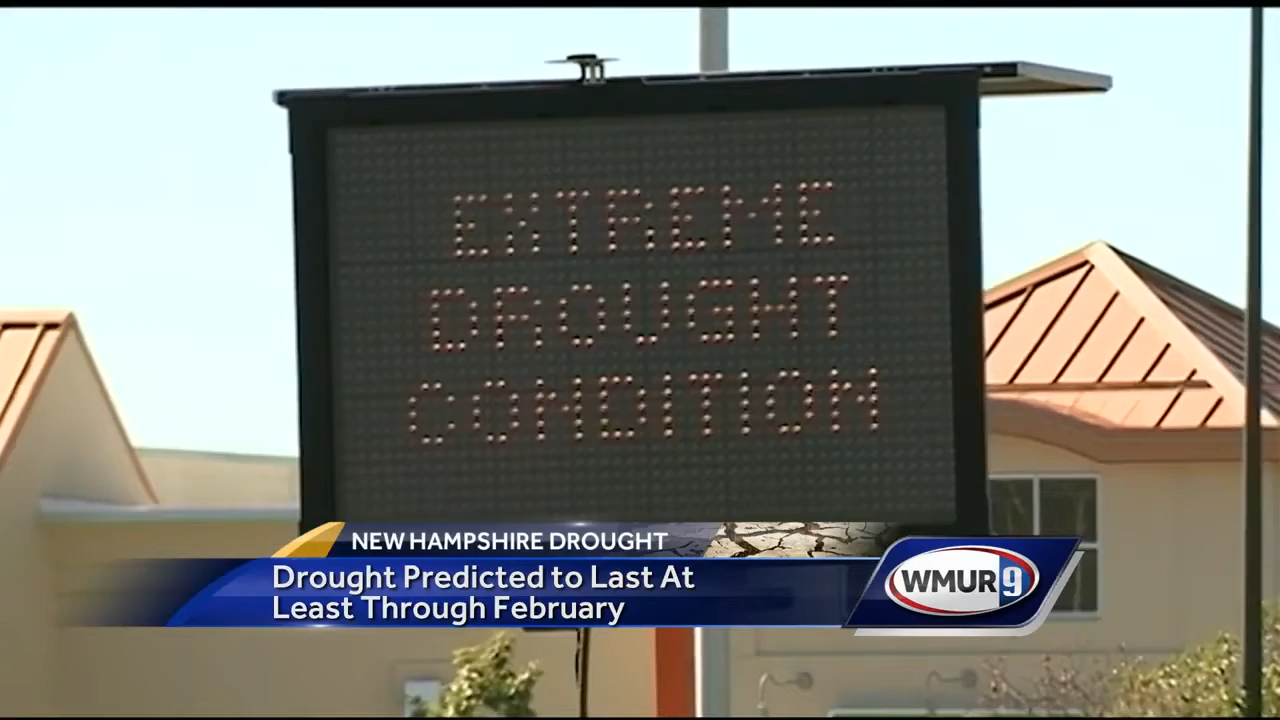 EXTREME
DROUGHT
CONDITION
NEW HAMPSHIRE DROUGHT
Drought Predicted to Last At
Least Through February
WMUR9